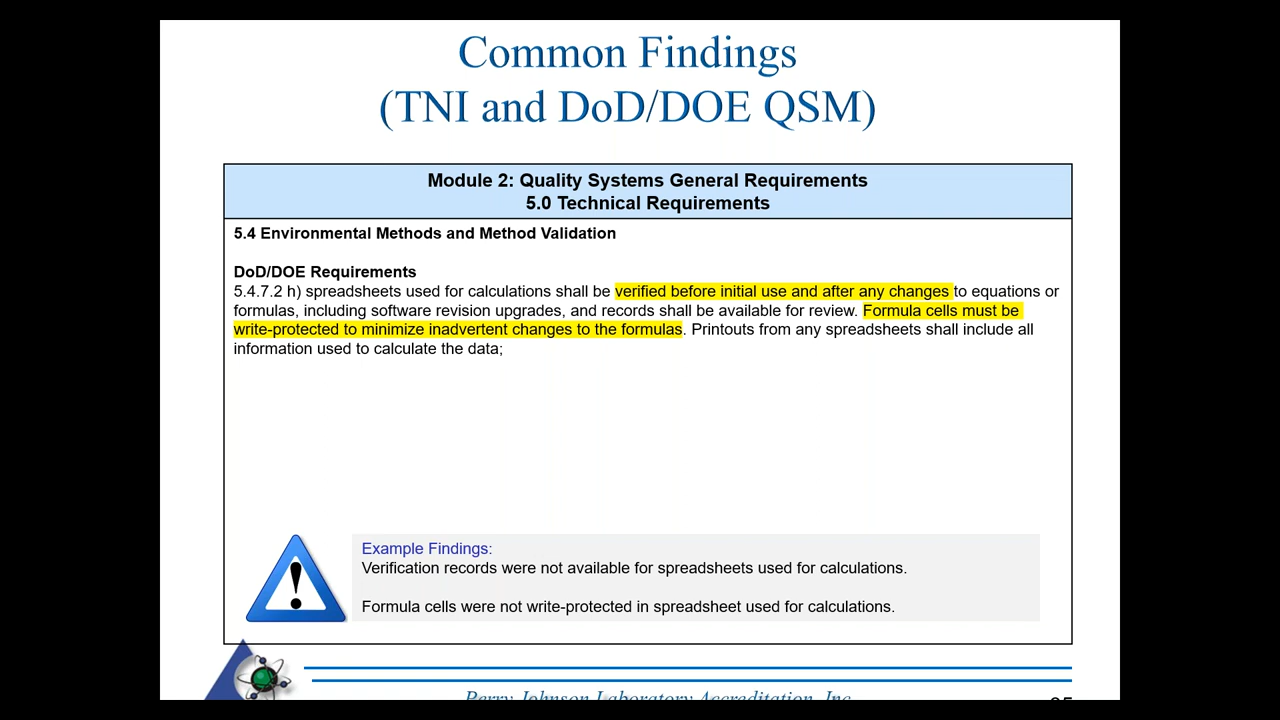 Common Findings
(TNI and DoD/DOE QSM)
Module 2: Quality Systems General Requirements
5.0 Technical Requirements
5.4 Environmental Methods and Method Validation
DoD/DOE Requirements
5.4.7.2 h) spreadsheets used for calculations shall be verified before initial use and after any changes to equations or
formulas, including software revision upgrades, and records shall be available for review. Formula cells must be
write-protected to minimize inadvertent changes to the formulas. Printouts from any spreadsheets shall include all
information used to calculate the data;
Example Findings:
Verification records were not available for spreadsheets used for calculations.
Formula cells were not write-protected in spreadsheet used for calculations.
Perry Johnson Laboratory Accreditation, Inc